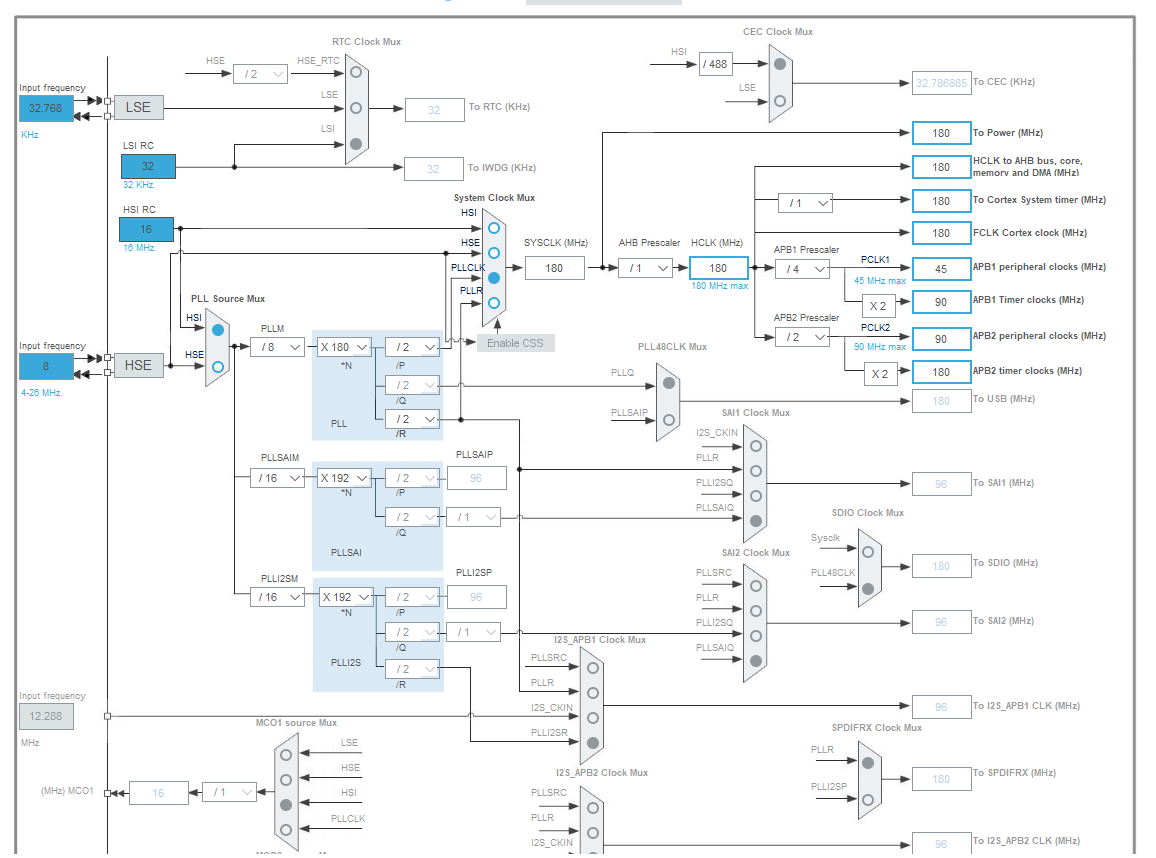 RTC Clock Mux
CEC Clock Mux
HSE
/ 2
HSE_RTC
HSI
/ 488
Input frequency
32.768
LSE
LSE
LSE
32.786885
To CEC (KHz)
32
To RTC (KHz)
KHz
LSI
180
To Power (MHz)
LSI RC
32
32 KHz
32
To IWDG (KHz)
180
HCLK to AHB bus, core,
memory and DMA (MHz)
System Clock Mux
HSI RC
HSI
/ 1
180
To Cortex System timer (MHz)
16
16 MHz
HSE
SYSCLK (MHz)
AHB Prescaler
HCLK (MHz)
APB1 Prescaler
180
FCLK Cortex clock (MHz)
PLLCLK
180
/ 1
180
180 MHz max
/ 4
PCLK1
45 MHz max
45
APB1 peripheral clocks (MHz)
PLLR
PLL Source Mux
X 2
90
APB1 Timer clocks (MHz)
HSI
PLLM
APB2 Prescaler
PCLK2
/ 2
90 MHz max
90
APB2 peripheral clocks (MHz)
Input frequency
8
4-26 MHz
HSE
HSE
/ 8
X 180
*N
/ 2
/P
Enable CSS
PLL48CLK Mux
X 2
180
APB2 timer clocks (MHz)
/ 2
/Q
PLLQ
180
To USB (MHz)
PLL
/ 2
/R
PLLSAIP
SAI1 Clock Mux
I2S_CKIN
PLLSAIM
PLLSAIP
PLLR
/ 16
X 192
*N
/ 2
/P
96
PLLI2SQ
96
To SAI1 (MHz)
/ 2
/Q
/ 1
PLLSAIQ
SDIO Clock Mux
PLLSAI
SAI2 Clock Mux
Sysclk
PLLI2SM
PLLI2SP
PLLSRC
PLL48CLK
180
To SDIO (MHz)
/ 16
X 192
*N
/ 2
/P
96
PLLR
/ 2
/Q
/ 1
PLLI2SQ
96
To SAI2 (MHz)
I2S_APB1 Clock Mux
PLLI2S
/ 2
/R
PLLSRC
PLLSAIQ
PLLR
Input frequency
12.288
MHz
I2S_CKIN
96
To I2S_APB1 CLK (MHz)
MCO1 source Mux
PLLI2SR
SPDIFRX Clock Mux
LSE
PLLR
HSE
I2S_APB2 Clock Mux
180
To SPDIFRX (MHz)
(MHz) MCO1
16
/ 1
HSI
PLLSRC
PLLI2SP
PLLCLK
PLLR
I2S_CKIN
96
To I2S_APB2 CLK (MHz)